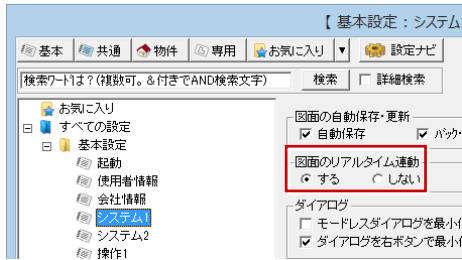 【 基本設定：システム
基本 共通 物件 専用 お気に入り ▼ 設定ナビ
検索ワードは？(複数可。＆付きでAND検索文字) 検索 詳細検索
お気に入り
すべての設定
基本設定
起動
使用者情報
会社情報
システム1
システム2
操作1
図面の自動保存・更新
自動保存 バック
図面のリアルタイム連動
する しない
ダイアログ
モードレスダイアログを最小
ダイアログを右ボタンで最小